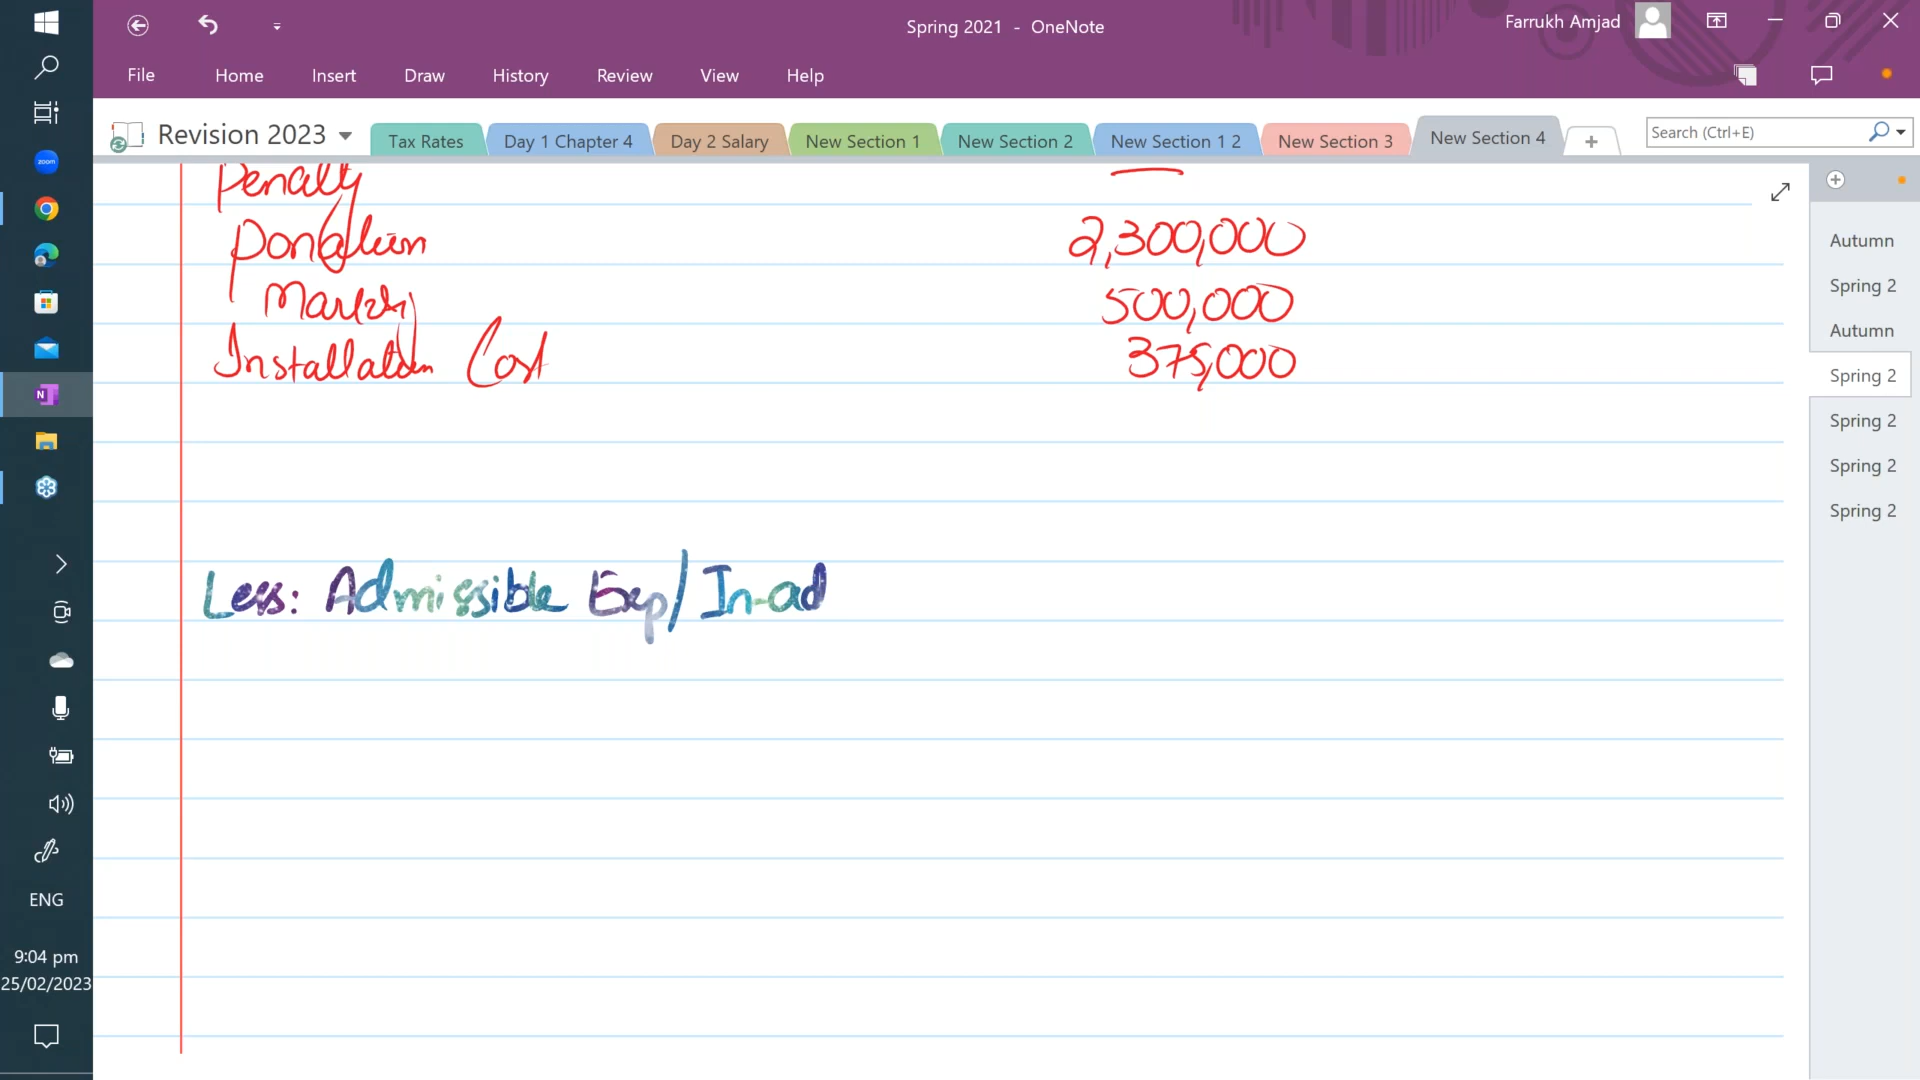 Spring 2021 - OneNote
Farrukh Amjad
File Home Insert Draw History Review View Help
Revision 2023
Tax Rates
Day 1 Chapter 4
Day 2 Salary
New Section 1
New Section 2
New Section 1 2
New Section 3
New Section 4
Search (Ctrl+E)
Penalty
Donation 2,300,000
500,000
Installation Cost 375,000
Less: Admissible Exp/In-ad
Autumn
Spring 2
Autumn
Spring 2
Spring 2
Spring 2
Spring 2
zoom
N
ENG
9:04 pm
25/02/2023